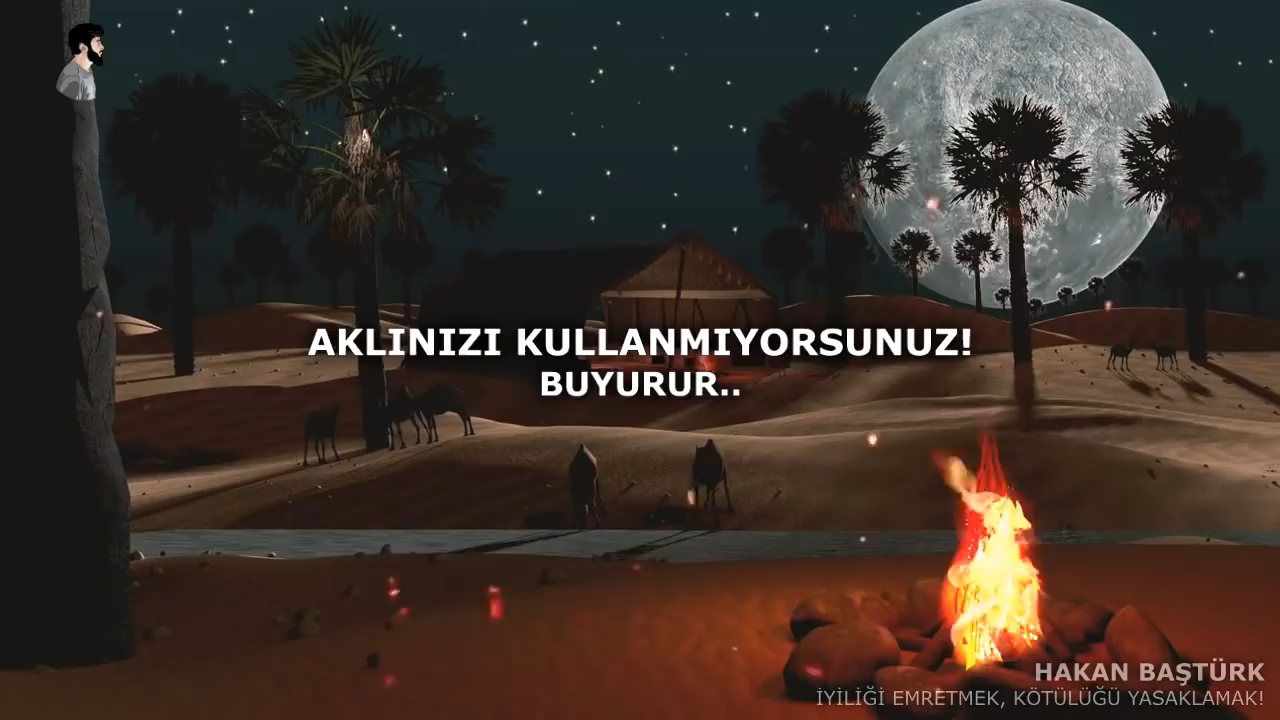 AKLINIZI KULLANMIYORSUNUZ!
BUYURUR..
HAKAN BAŞTÜRK
İYİLİĞİ EMRETMEK, KÖTÜLÜĞÜ YASAKLAMAK!